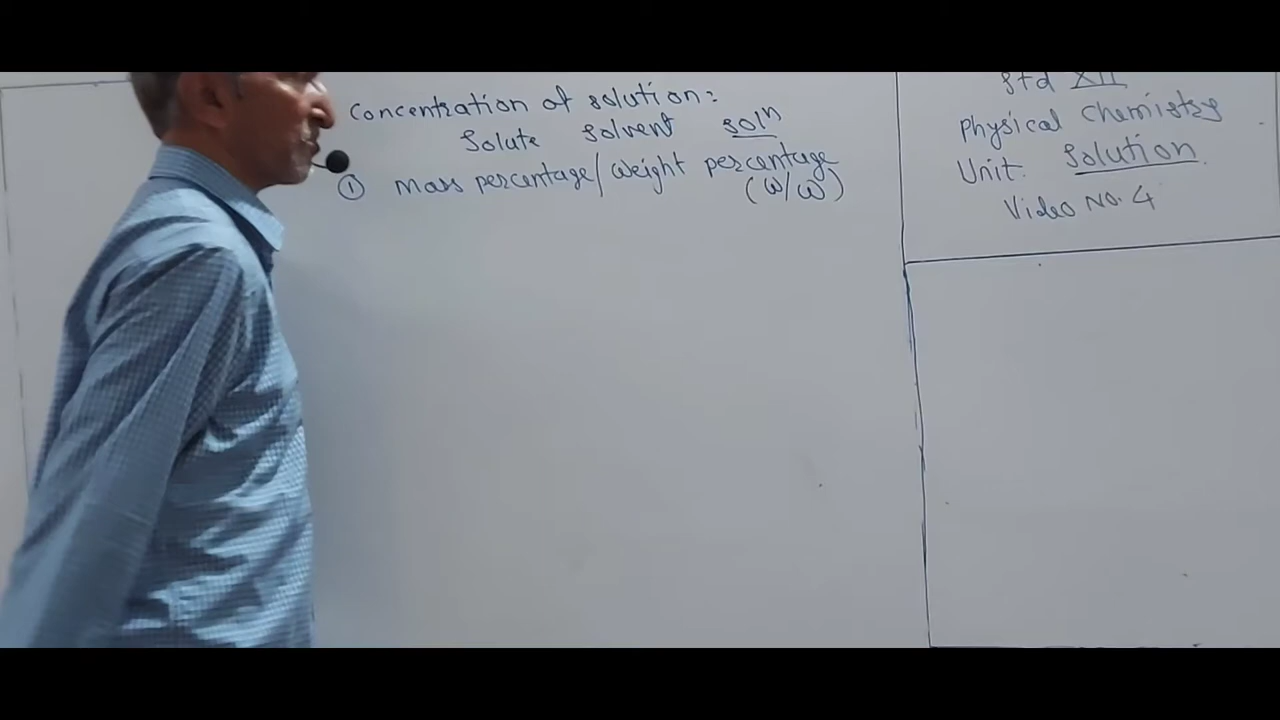 Concentration of solution:
Solute Solvent solⁿ
① Mass percentage/Weight percentage
(W/W)
Std XII
Physical Chemistry
Unit. Solution.
Video No. 4